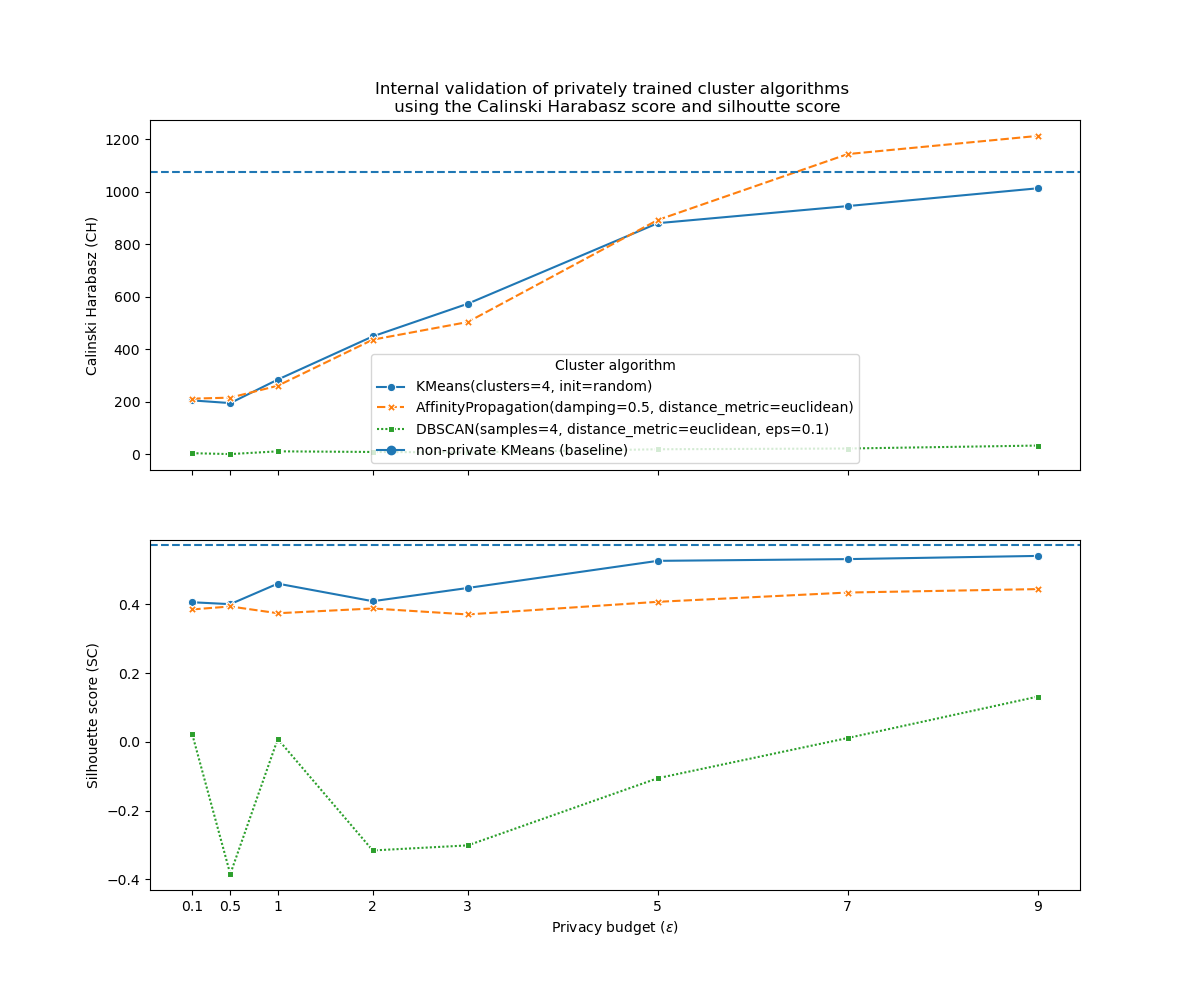 Internal validation of privately trained cluster algorithms
using the Calinski Harabasz score and silhoutte score
1200
1000
800
600
400
200
0
Calinski Harabasz (CH)
Cluster algorithm
KMeans(clusters=4, init=random)
AffinityPropagation(damping=0.5, distance_metric=euclidean)
DBSCAN(samples=4, distance_metric=euclidean, eps=0.1)
non-private KMeans (baseline)
0.4
0.2
0.0
−0.2
−0.4
Silhouette score (SC)
0.1 0.5 1 2 3 5 7 9
Privacy budget (ε)